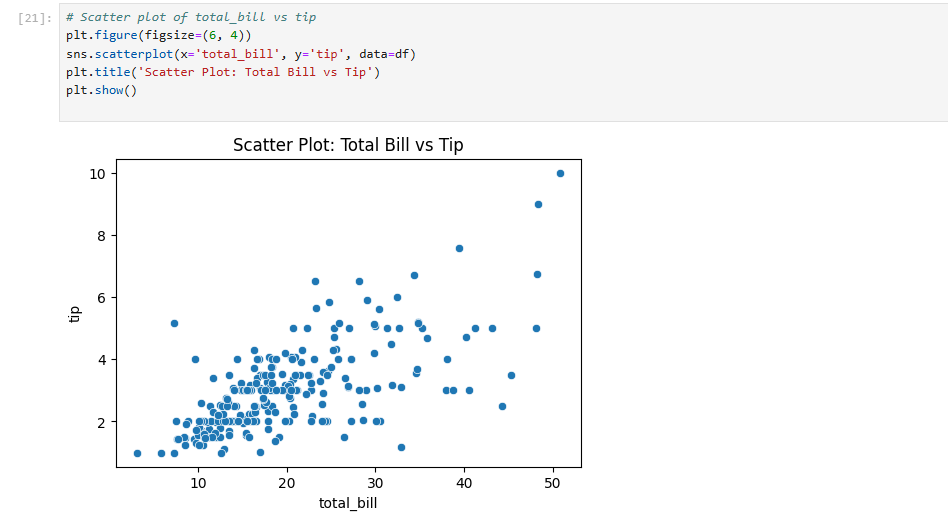 [21]:
# Scatter plot of total_bill vs tip
plt.figure(figsize=(6, 4))
sns.scatterplot(x='total_bill', y='tip', data=df)
plt.title('Scatter Plot: Total Bill vs Tip')
plt.show()
Scatter Plot: Total Bill vs Tip
10
8
6
4
2
tip
10 20 30 40 50
total_bill